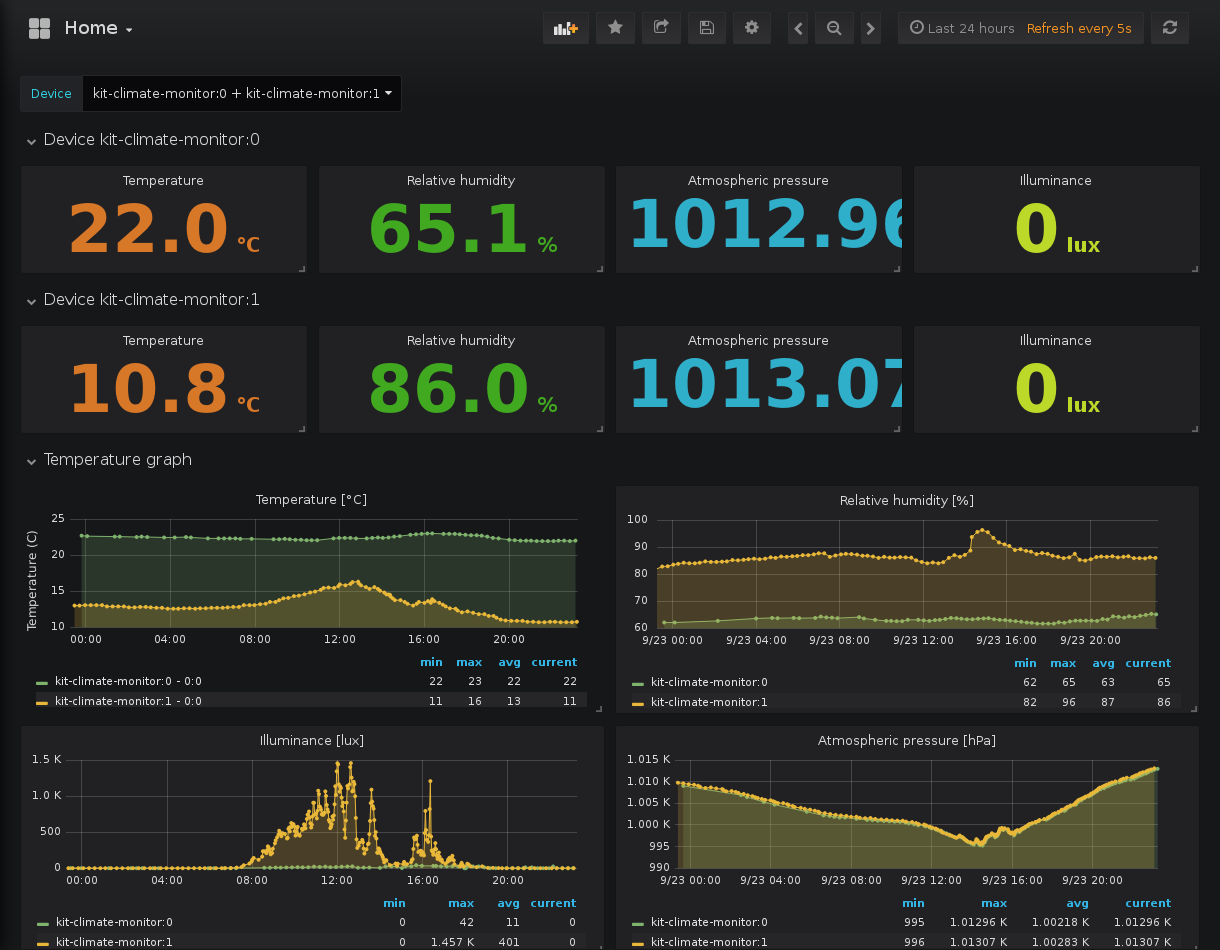 Home
Last 24 hours Refresh every 5s
Device kit-climate-monitor:0 + kit-climate-monitor:1
Device kit-climate-monitor:0
Temperature
22.0 °C
Relative humidity
65.1 %
Atmospheric pressure
1012.96
Illuminance
0 lux
Device kit-climate-monitor:1
Temperature
10.8 °C
Relative humidity
86.0 %
Atmospheric pressure
1013.07
Illuminance
0 lux
Temperature graph
Temperature [°C]
Temperature (C)
25
20
15
10
00:00 04:00 08:00 12:00 16:00 20:00
min max avg current
kit-climate-monitor:0 - 0:0 22 23 22 22
kit-climate-monitor:1 - 0:0 11 16 13 11
Relative humidity [%]
100
90
80
70
60
9/23 00:00 9/23 04:00 9/23 08:00 9/23 12:00 9/23 16:00 9/23 20:00
min max avg current
kit-climate-monitor:0 62 65 63 65
kit-climate-monitor:1 82 96 87 86
Illuminance [lux]
1.5 K
1.0 K
500
0
00:00 04:00 08:00 12:00 16:00 20:00
min max avg current
kit-climate-monitor:0 0 42 11 0
kit-climate-monitor:1 0 1.457 K 401 0
Atmospheric pressure [hPa]
1.015 K
1.010 K
1.005 K
1.000 K
995
990
9/23 00:00 9/23 04:00 9/23 08:00 9/23 12:00 9/23 16:00 9/23 20:00
min max avg current
kit-climate-monitor:0 995 1.01296 K 1.00218 K 1.01296 K
kit-climate-monitor:1 996 1.01307 K 1.00283 K 1.01307 K